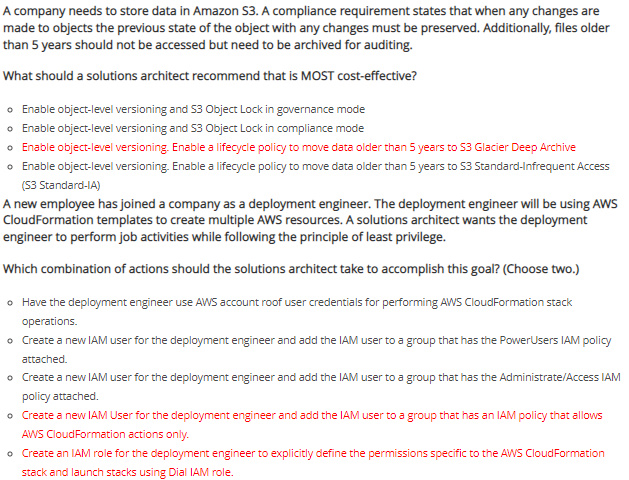 A company needs to store data in Amazon S3. A compliance requirement states that when any changes are
made to objects the previous state of the object with any changes must be preserved. Additionally, files older
than 5 years should not be accessed but need to be archived for auditing.
What should a solutions architect recommend that is MOST cost-effective?
Enable object-level versioning and S3 Object Lock in governance mode
Enable object-level versioning and S3 Object Lock in compliance mode
Enable object-level versioning. Enable a lifecycle policy to move data older than 5 years to S3 Glacier Deep Archive
Enable object-level versioning. Enable a lifecycle policy to move data older than 5 years to S3 Standard-Infrequent Access
(S3 Standard-IA)
A new employee has joined a company as a deployment engineer. The deployment engineer will be using AWS
CloudFormation templates to create multiple AWS resources. A solutions architect wants the deployment
engineer to perform job activities while following the principle of least privilege.
Which combination of actions should the solutions architect take to accomplish this goal? (Choose two.)
Have the deployment engineer use AWS account roof user credentials for performing AWS CloudFormation stack
operations.
Create a new IAM user for the deployment engineer and add the IAM user to a group that has the PowerUsers IAM policy
attached.
Create a new IAM user for the deployment engineer and add the IAM user to a group that has the Administrate/Access IAM
policy attached.
Create a new IAM User for the deployment engineer and add the IAM user to a group that has an IAM policy that allows
AWS CloudFormation actions only.
Create an IAM role for the deployment engineer to explicitly define the permissions specific to the AWS CloudFormation
stack and launch stacks using Dial IAM role.